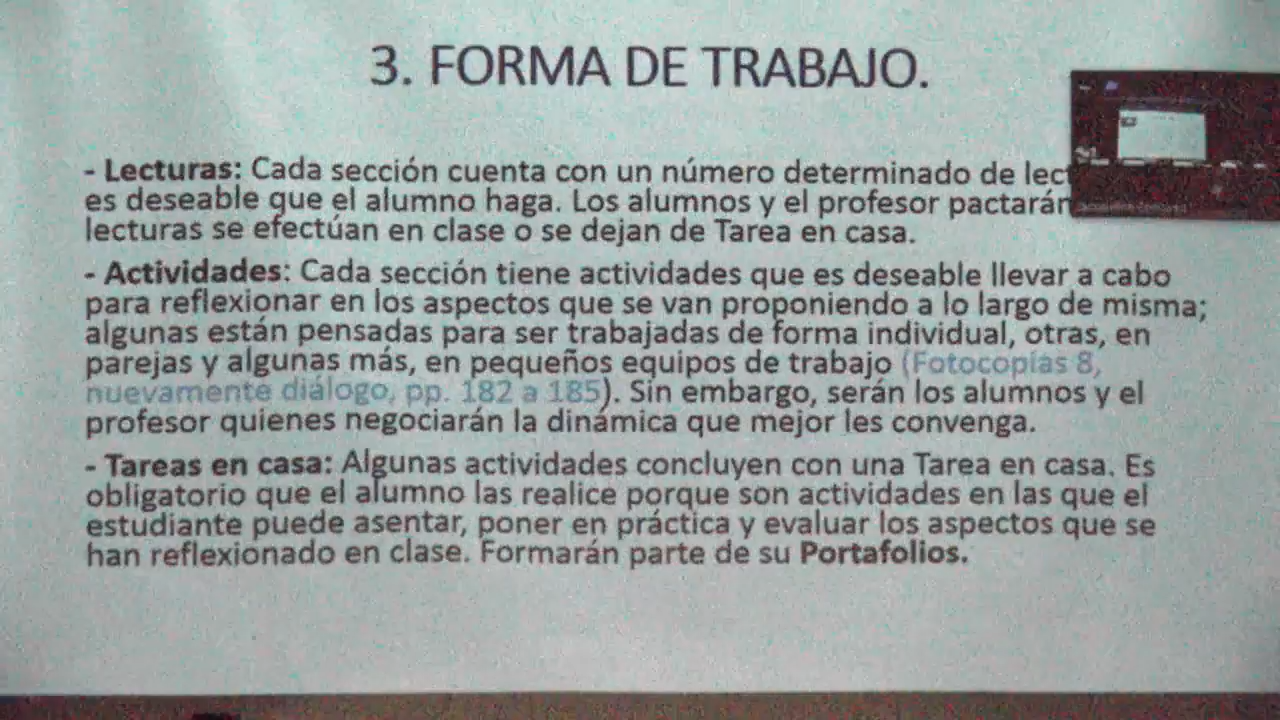 3. FORMA DE TRABAJO.
- Lecturas: Cada sección cuenta con un número determinado de
es deseable que el alumno haga. Los alumnos y el profesor pactarán
lecturas se efectúan en clase o se dejan de Tarea en casa.
- Actividades: Cada sección tiene actividades que es deseable llevar a cabo
para reflexionar en los aspectos que se van proponiendo a lo largo de misma;
algunas están pensadas para ser trabajadas de forma individual, otras, en
parejas y algunas más, en pequeños equipos de trabajo (Fotocopias 8,
nuevamente diálogo, pp. 182 a 185). Sin embargo, serán los alumnos y el
profesor quienes negociarán la dinámica que mejor les convenga.
- Tareas en casa: Algunas actividades concluyen con una Tarea en casa. Es
obligatorio que el alumno las realice porque son actividades en las que el
estudiante puede asentar, poner en práctica y evaluar los aspectos que se
han reflexionado en clase. Formarán parte de su Portafolios.